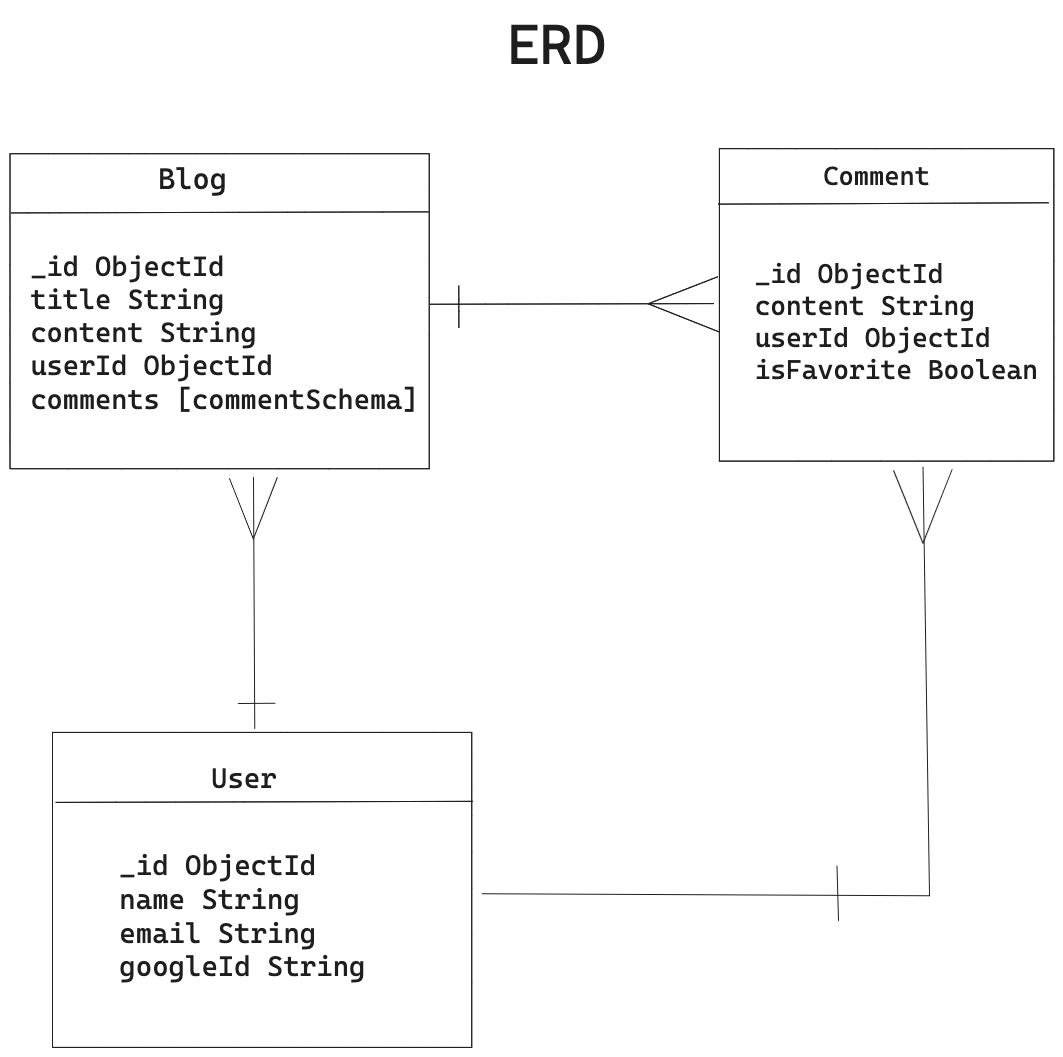 ERD
Blog
_id ObjectId
title String
content String
userId ObjectId
comments [commentSchema]
Comment
_id ObjectId
content String
userId ObjectId
isFavorite Boolean
User
_id ObjectId
name String
email String
googleId String